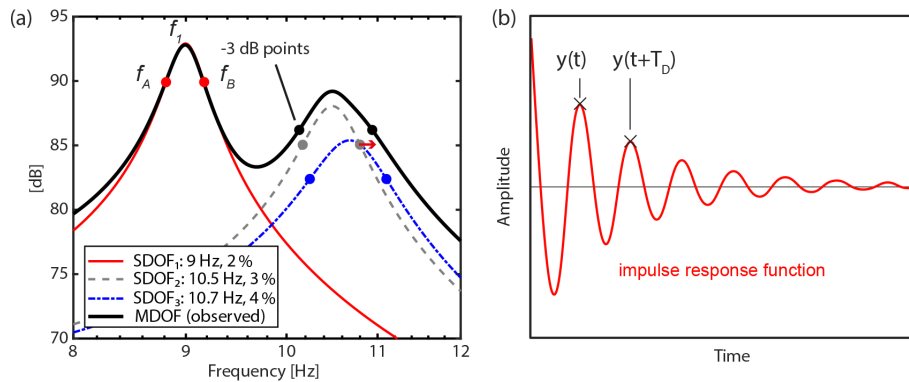 (a)
95
90
85
80
75
70
[dB]
f1
fA
fB
-3 dB
points
SDOF1: 9 Hz, 2%
SDOF2: 10.5 Hz, 3%
SDOF3: 10.7 Hz, 4%
MDOF (observed)
8
9
10
11
12
Frequency [Hz]
(b)
y(t)
y(t+TD)
Amplitude
impulse response function
Time